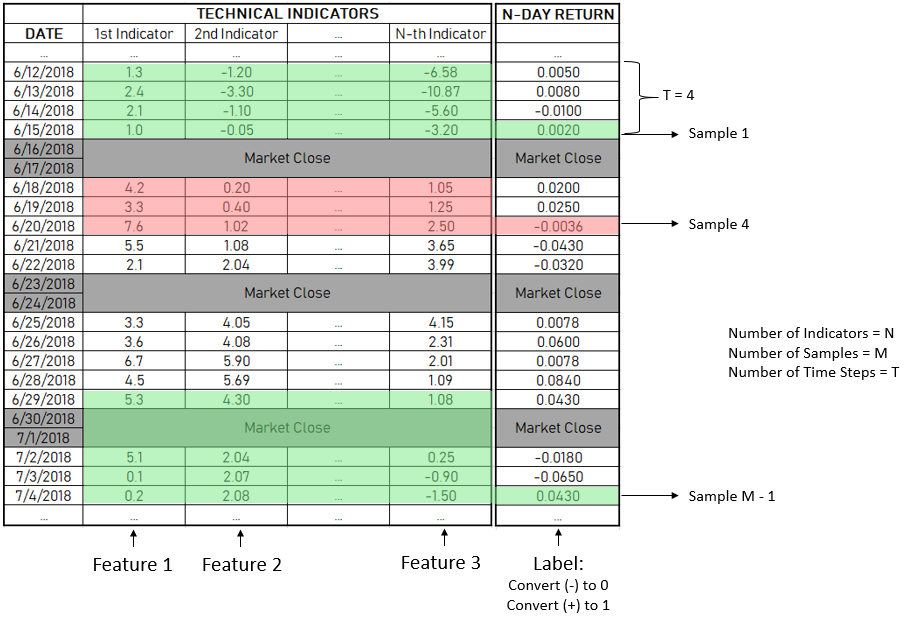 TECHNICAL INDICATORS N-DAY RETURN
DATE 1st Indicator 2nd Indicator ... N-th Indicator
... ... ... ... ... ...
6/12/2018 1.3 -1.20 ... -6.58 0.0050
6/13/2018 2.4 -3.30 ... -10.87 0.0080
T = 4
6/14/2018 2.1 -1.10 ... -5.60 -0.0100
6/15/2018 1.0 -0.05 ... -3.20 0.0020 Sample 1
6/16/2018
Market Close Market Close
6/17/2018
6/18/2018 4.2 0.20 ... 1.05 0.0200
6/19/2018 3.3 0.40 ... 1.25 0.0250
6/20/2018 7.6 1.02 ... 2.50 -0.0036 Sample 4
6/21/2018 5.5 1.08 ... 3.65 -0.0430
6/22/2018 2.1 2.04 ... 3.99 -0.0320
6/23/2018
Market Close Market Close
6/24/2018
6/25/2018 3.3 4.05 ... 4.15 0.0078
6/26/2018 3.6 4.08 ... 2.31 0.0600
6/27/2018 6.7 5.90 ... 2.01 0.0078
6/28/2018 4.5 5.69 ... 1.09 0.0840
6/29/2018 5.3 4.30 ... 1.08 0.0430
6/30/2018
Market Close Market Close
7/1/2018
7/2/2018 5.1 2.04 ... 0.25 -0.0180
7/3/2018 0.1 2.07 ... -0.90 -0.0650
7/4/2018 0.2 2.08 ... -1.50 0.0430 Sample M - 1
... ... ... ... ... ...
Number of Indicators = N
Number of Samples = M
Number of Time Steps = T
Feature 1 Feature 2 Feature 3 Label:
Convert (-) to 0
Convert (+) to 1